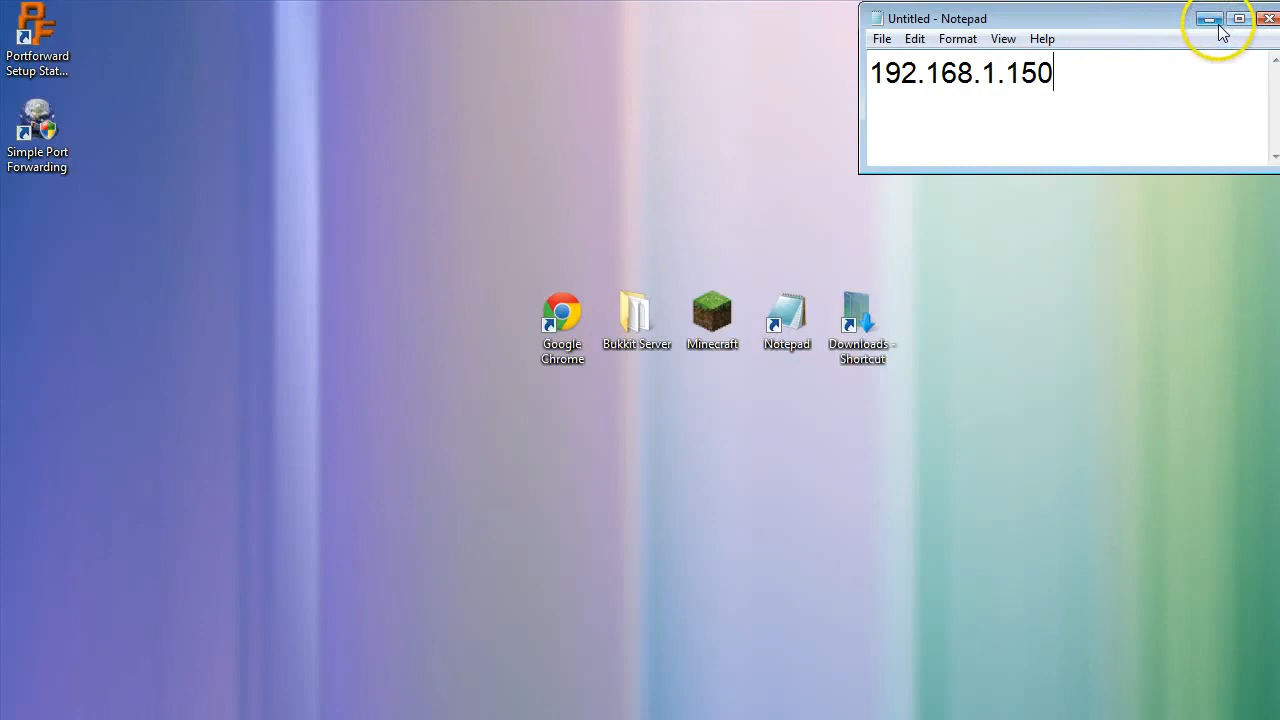 Portforward
Setup Stat...
Simple Port
Forwarding
Untitled - Notepad
File Edit Format View Help
192.168.1.150
Google
Chrome
Bukkit Server
Minecraft
Notepad
Downloads -
Shortcut